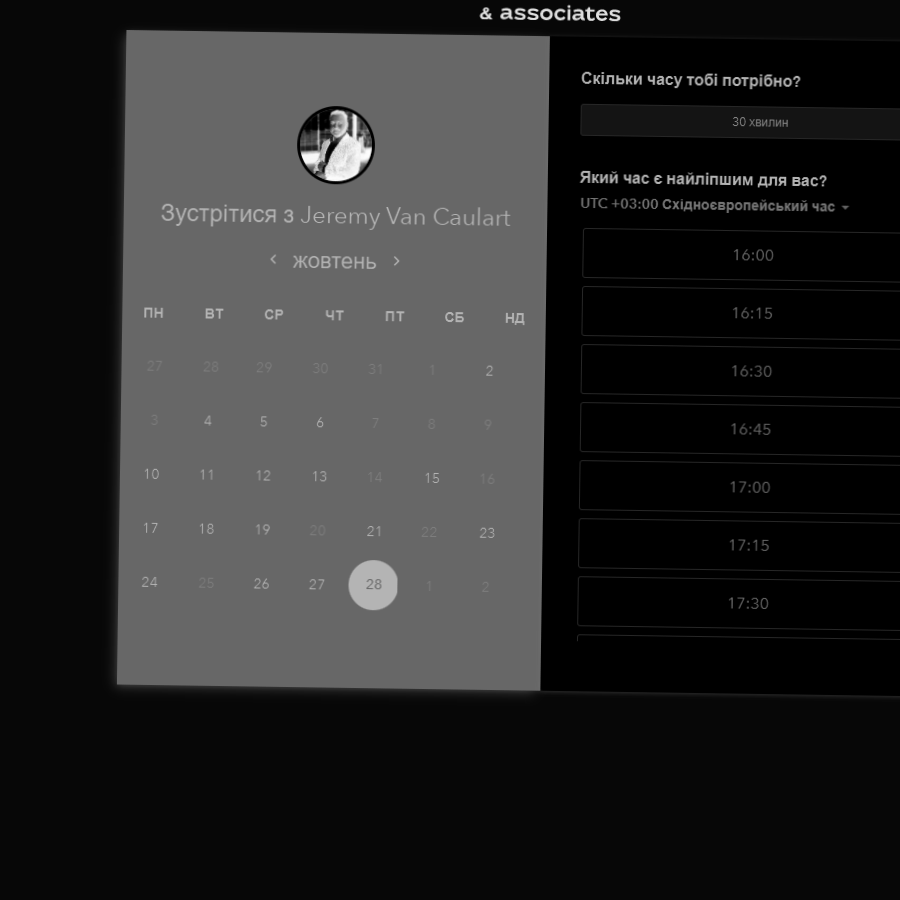 & associates
Зустрітися з Jeremy Van Caulart
жовтень
ПН ВТ СР ЧТ ПТ СБ НД
27 28 29 30 31 1 2
3 4 5 6 7 8 9
10 11 12 13 14 15 16
17 18 19 20 21 22 23
24 25 26 27 28 1 2
Скільки часу тобі потрібно?
30 хвилин
Який час є найліпшим для вас?
UTC +03:00 Східноєвропейський час
16:00
16:15
16:30
16:45
17:00
17:15
17:30